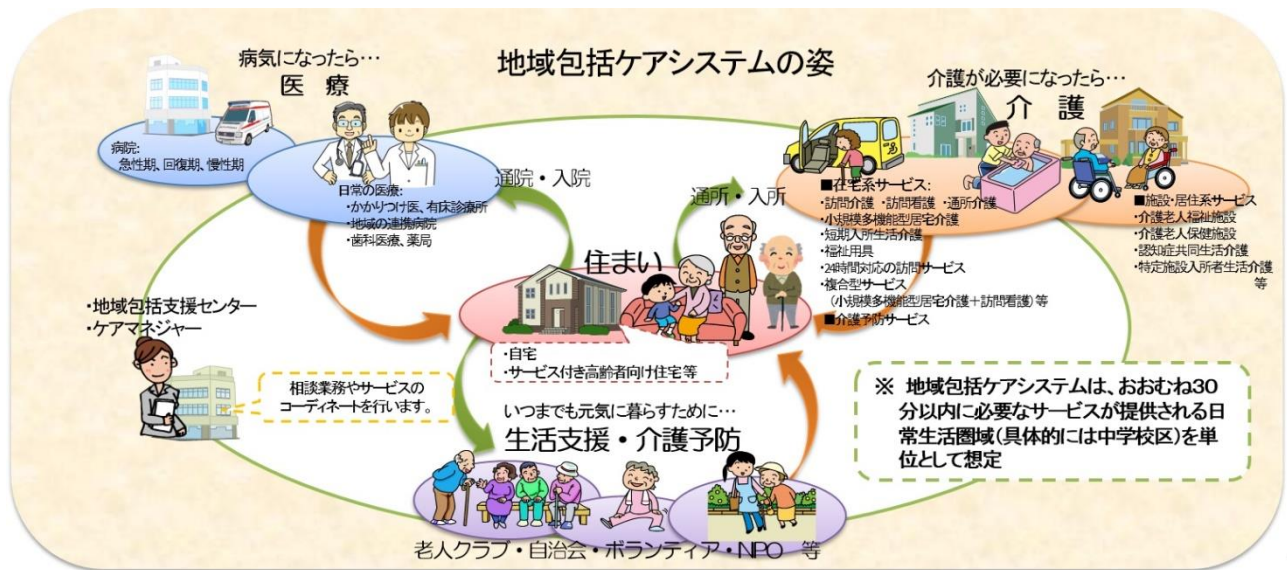 地域包括ケアシステムの姿
病気になったら…
医 療
病院:
急性期、回復期、慢性期
日常の医療:
・かかりつけ医、有床診療所
・地域の連携病院
・歯科医療、薬局
通院・入院
通所・入所
介護が必要になったら…
介 護
■在宅系サービス:
・訪問介護 ・訪問看護 ・通所介護
・小規模多機能型居宅介護
・短期入所生活介護
・福祉用具
・24時間対応の訪問サービス
・複合型サービス
(小規模多機能型居宅介護+訪問看護) 等
■介護予防サービス
■施設・居住系サービス
・介護老人福祉施設
・介護老人保健施設
・認知症共同生活介護
・特定施設入所者生活介護
等
住まい
・自宅
・サービス付き高齢者向け住宅等
・地域包括支援センター
・ケアマネジャー
相談業務やサービスの
コーディネートを行います。
いつまでも元気に暮らすために…
生活支援・介護予防
老人クラブ・自治会・ボランティア・NPO 等
※ 地域包括ケアシステムは、おおむね30
分以内に必要なサービスが提供される日
常生活圏域(具体的には中学校区)を単
位として想定